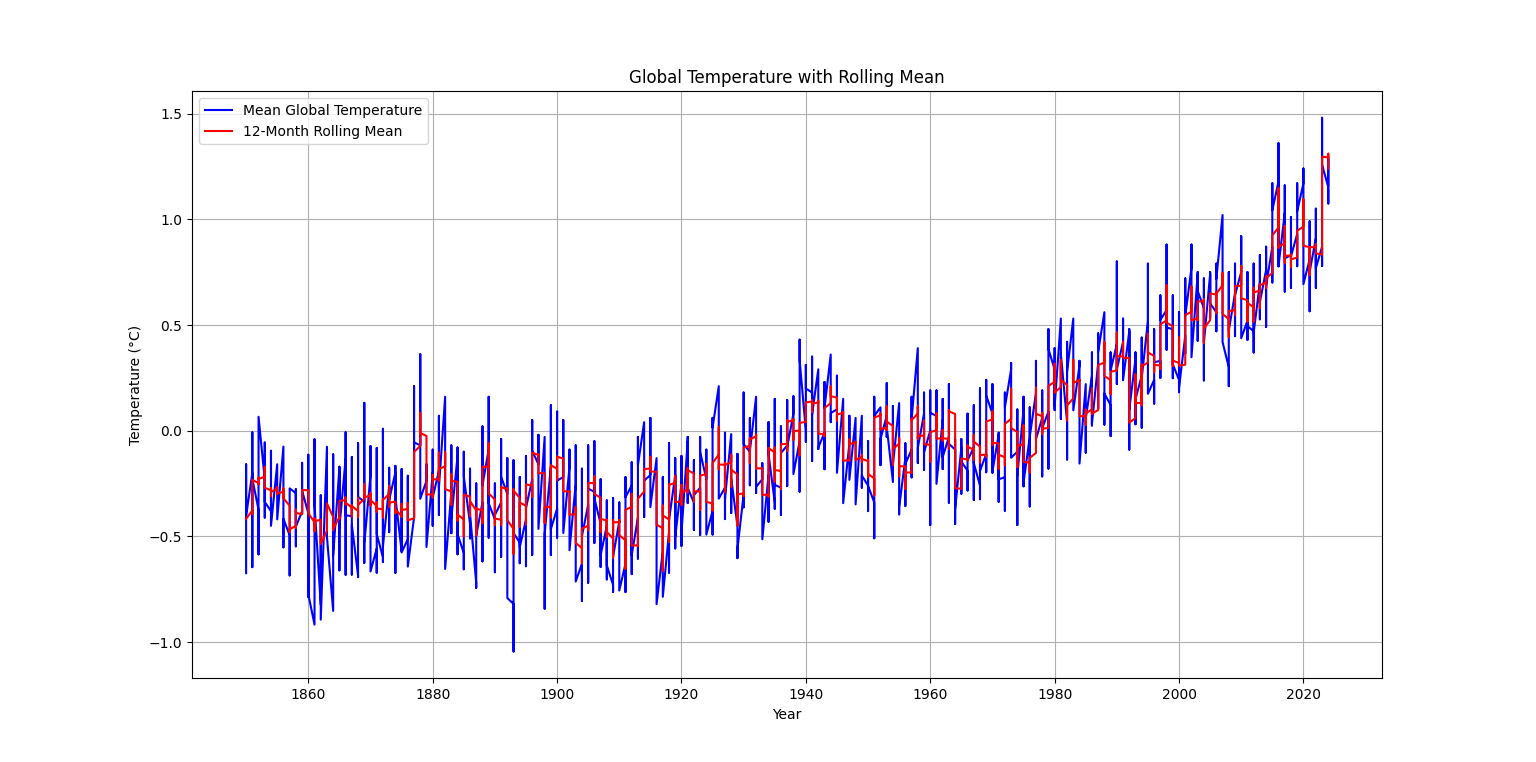 Global Temperature with Rolling Mean
Mean Global Temperature
12-Month Rolling Mean
Temperature (°C)
1.5
1.0
0.5
0.0
−0.5
−1.0
1860 1880 1900 1920 1940 1960 1980 2000 2020
Year